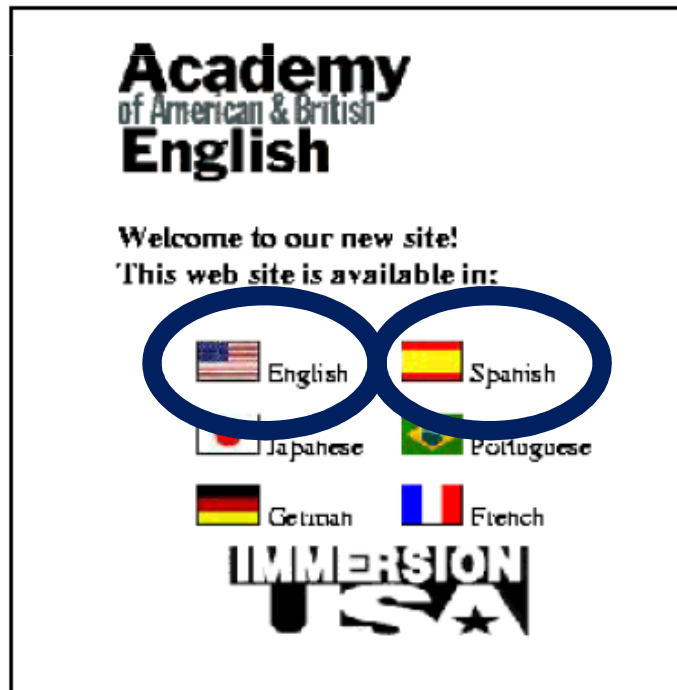 Academy
of American & British
English
Welcome to our new site!
This web site is available in:
English Spanish
Japanese Portuguese
German French
IMMERSION
USA